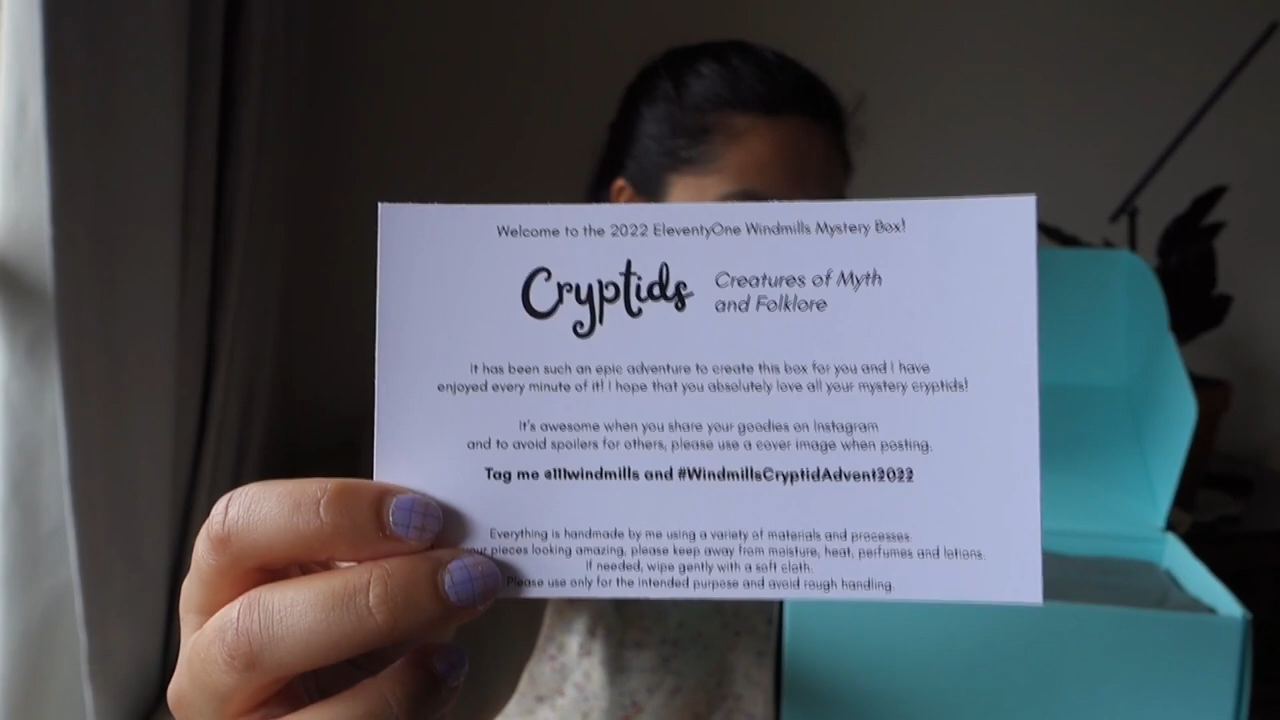 Welcome to the 2022 EleventyOne Windmills Mystery Box!
Cryptids
Creatures of Myth
and Folklore
It has been such an epic adventure to create this box for you and I have
enjoyed every minute of it! I hope that you absolutely love all your mystery cryptids!
It's awesome when you share your goodies on Instagram
and to avoid spoilers for others, please use a cover image when posting.
Tag me @111windmills and #WindmillsCryptidAdvent2022
Everything is handmade by me using a variety of materials and processes.
your pieces looking amazing, please keep away from moisture, heat, perfumes and lotions.
If needed, wipe gently with a soft cloth.
Please use only for the intended purpose and avoid rough handling.